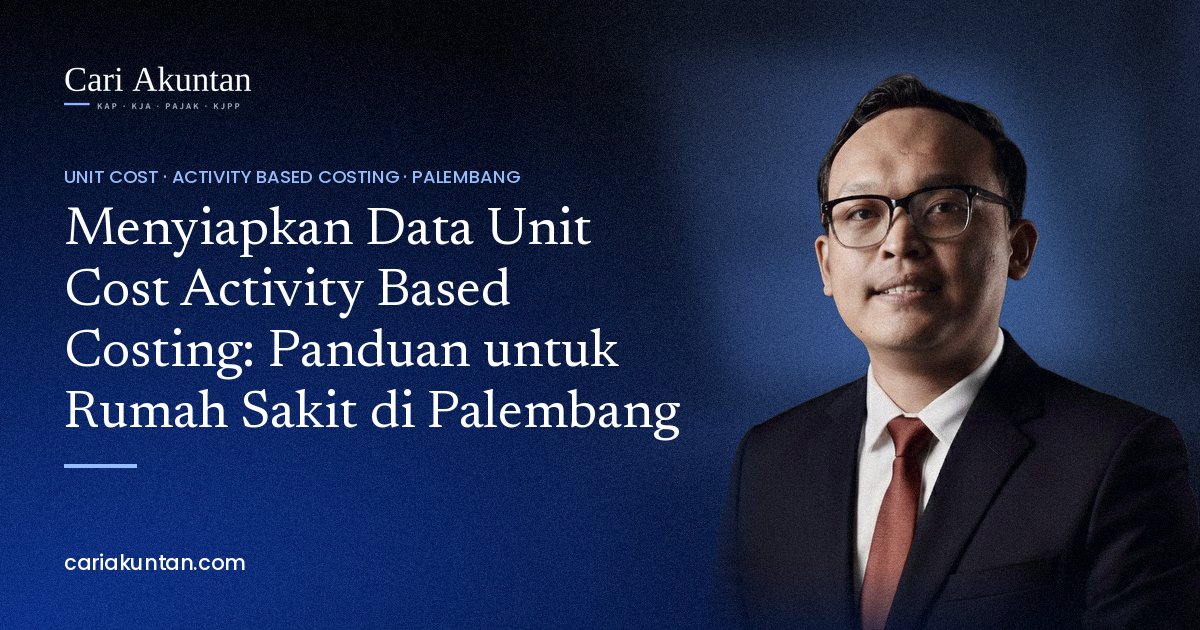 Cari Akuntan
KAP · KJA · PAJAK · KJPP
UNIT COST · ACTIVITY BASED COSTING · PALEMBANG
Menyiapkan Data Unit
Cost Activity Based
Costing: Panduan untuk
Rumah Sakit di Palembang
cariakuntan.com